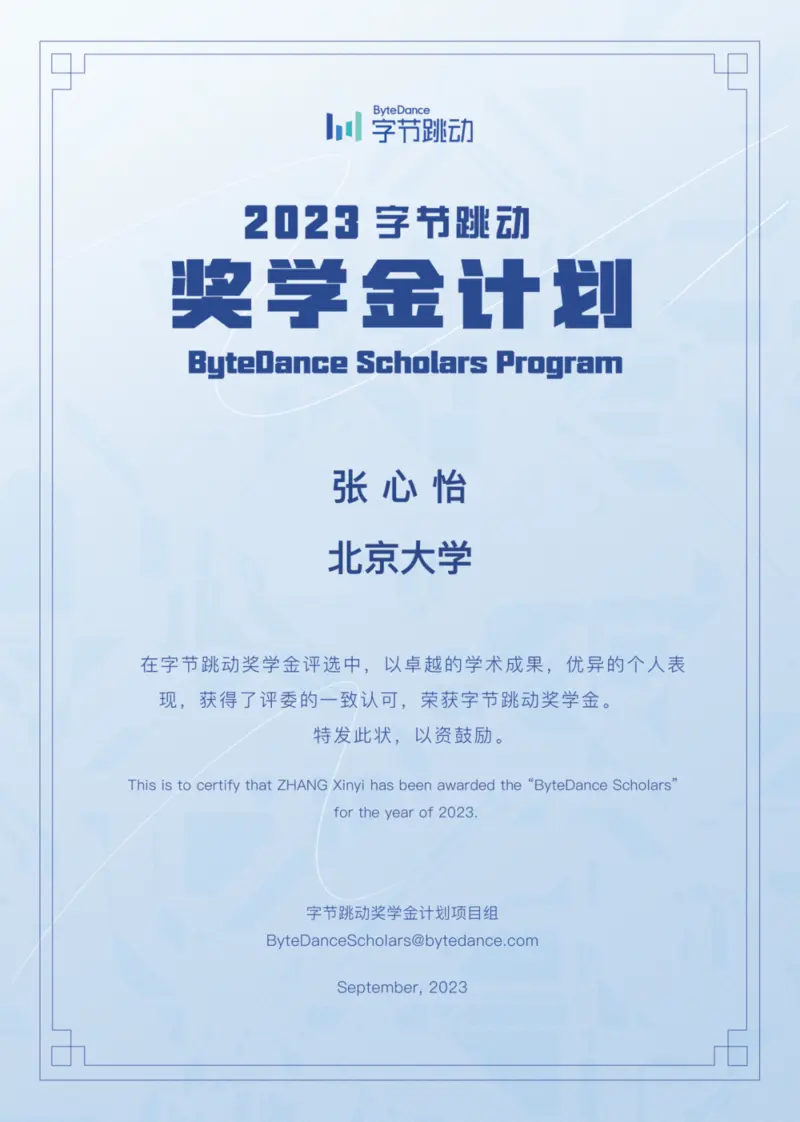 ByteDance
字节跳动
2023 字节跳动
奖学金计划
ByteDance Scholars Program
张心怡
北京大学
在字节跳动奖学金评选中，以卓越的学术成果，优异的个人表
现，获得了评委的一致认可，荣获字节跳动奖学金。
特发此状，以资鼓励。
This is to certify that ZHANG Xinyi has been awarded the “ByteDance Scholars”
for the year of 2023.
字节跳动奖学金计划项目组
ByteDanceScholars@bytedance.com
September, 2023